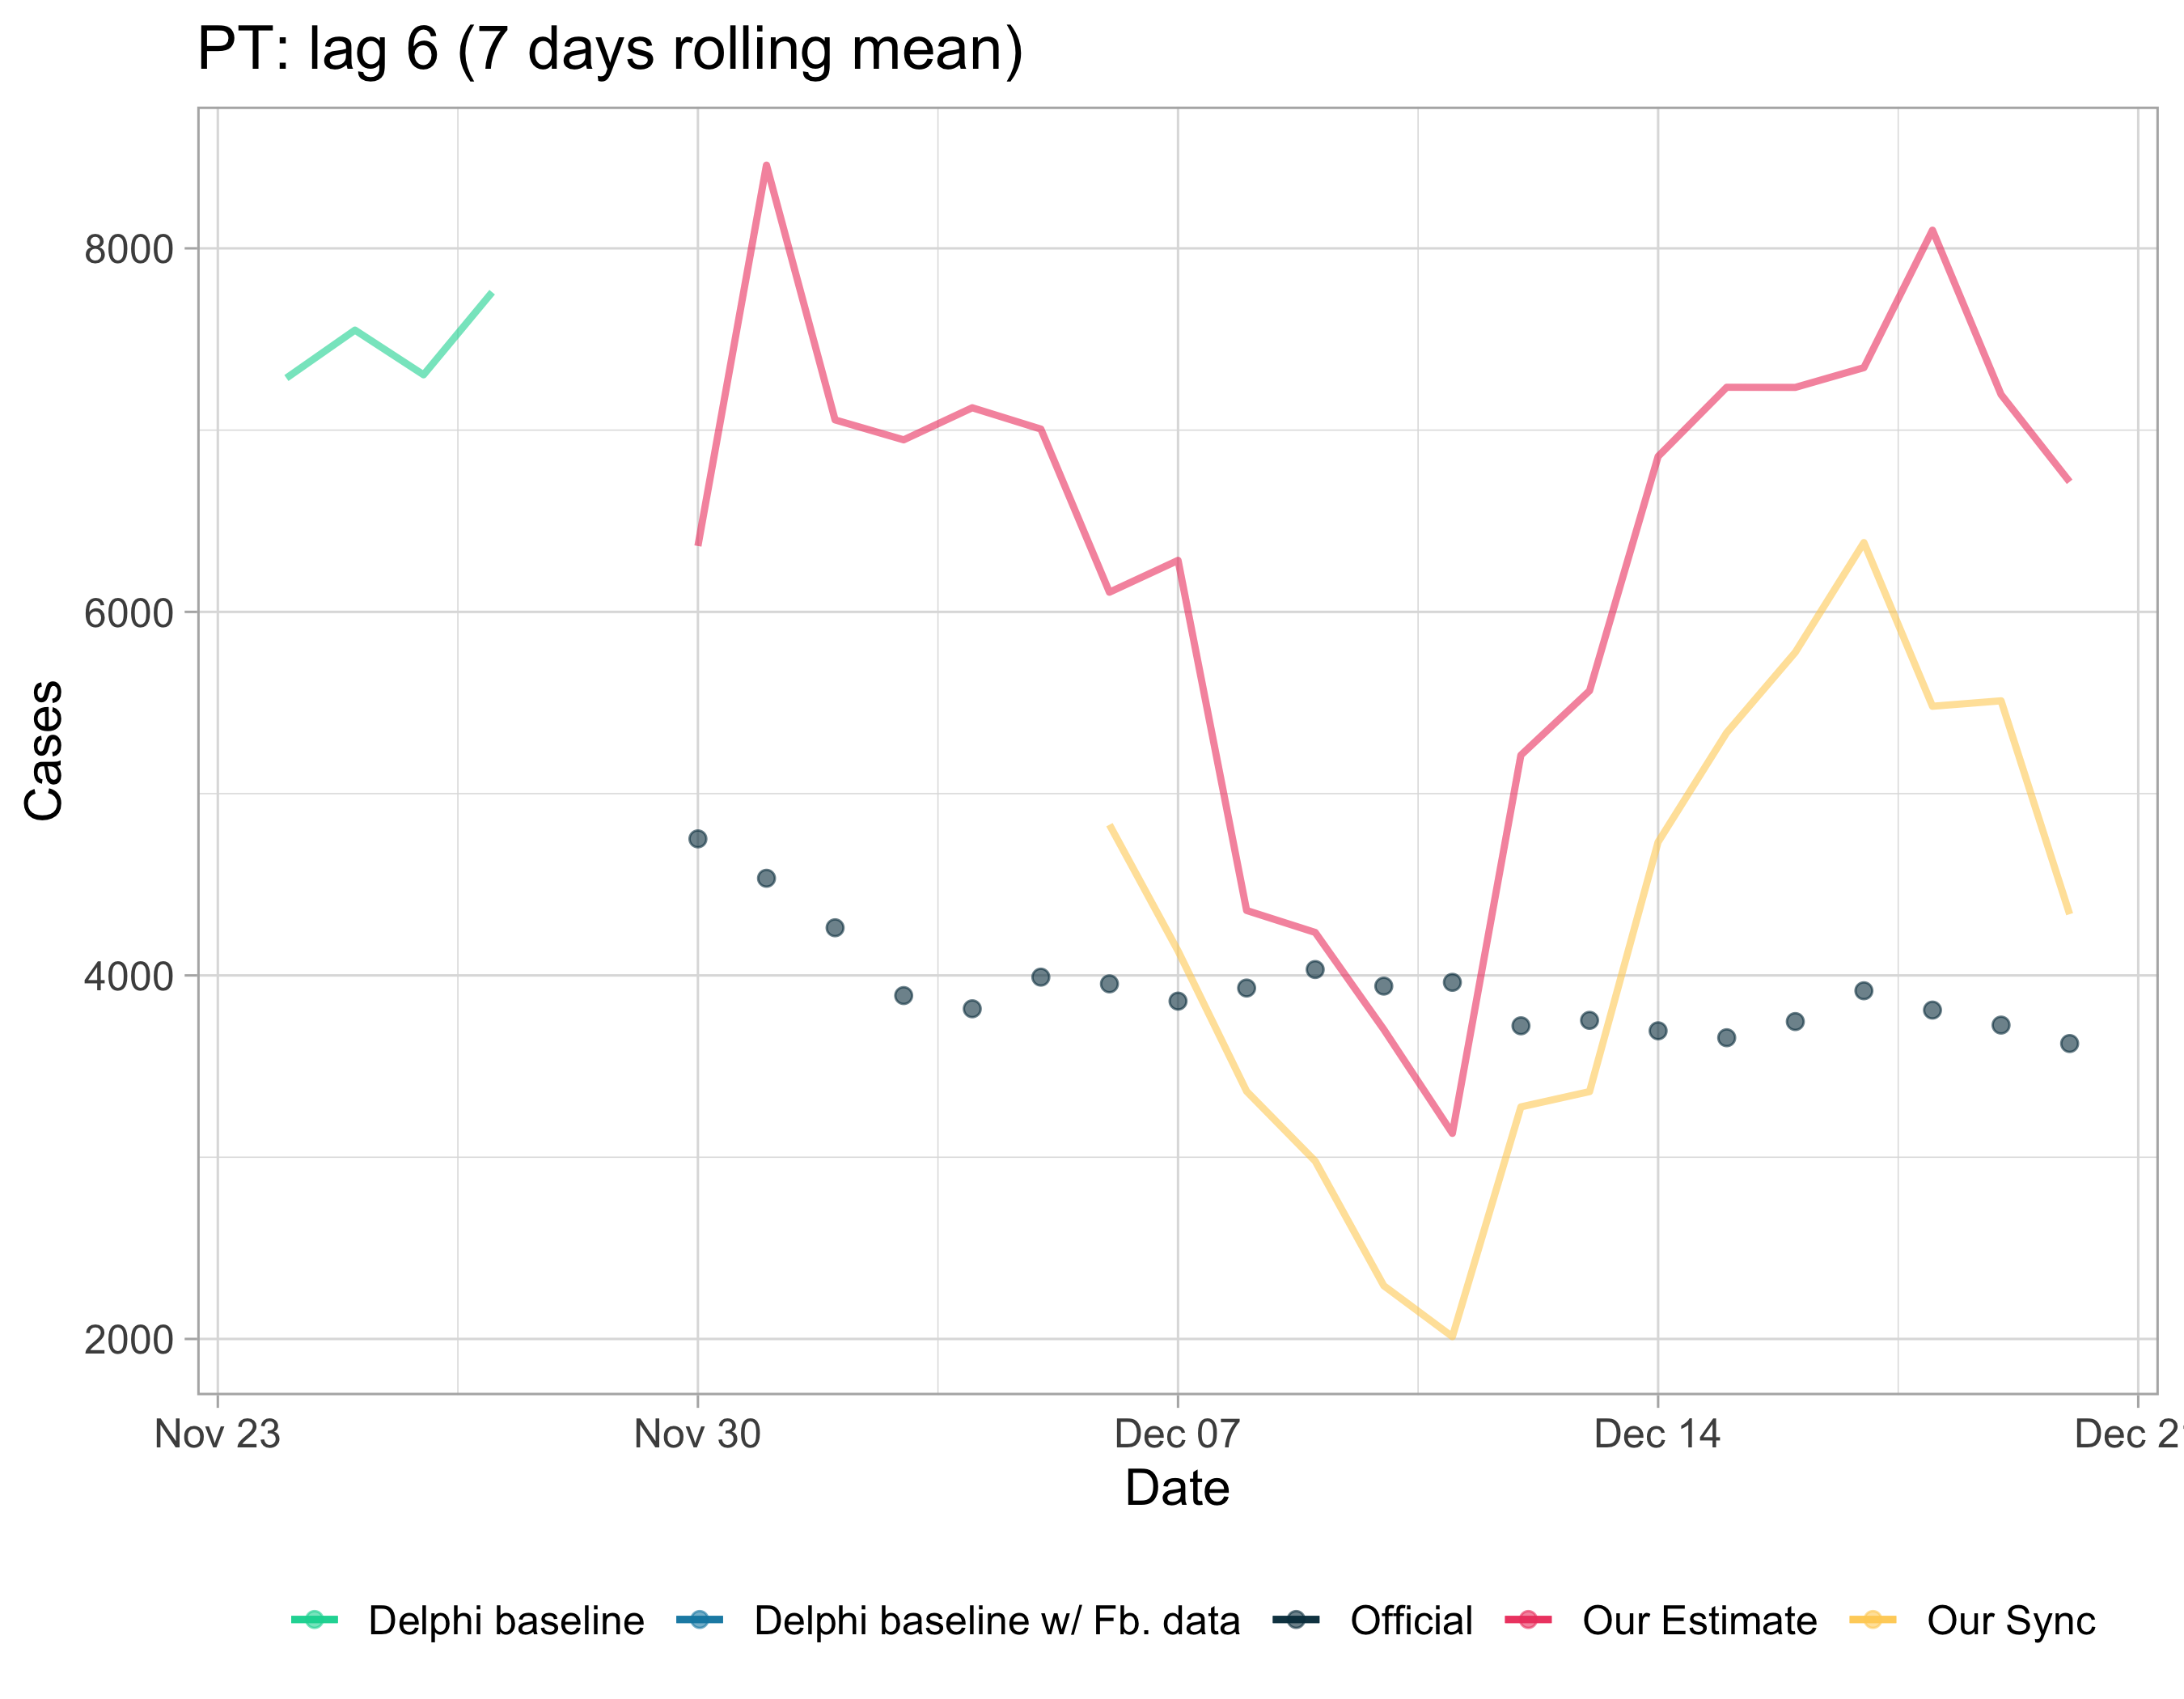 PT: lag 6 (7 days rolling mean)
Cases
8000
6000
4000
2000
Nov 23 Nov 30 Dec 07 Dec 14 Dec 2
Date
Delphi baseline Delphi baseline w/ Fb. data Official Our Estimate Our Sync